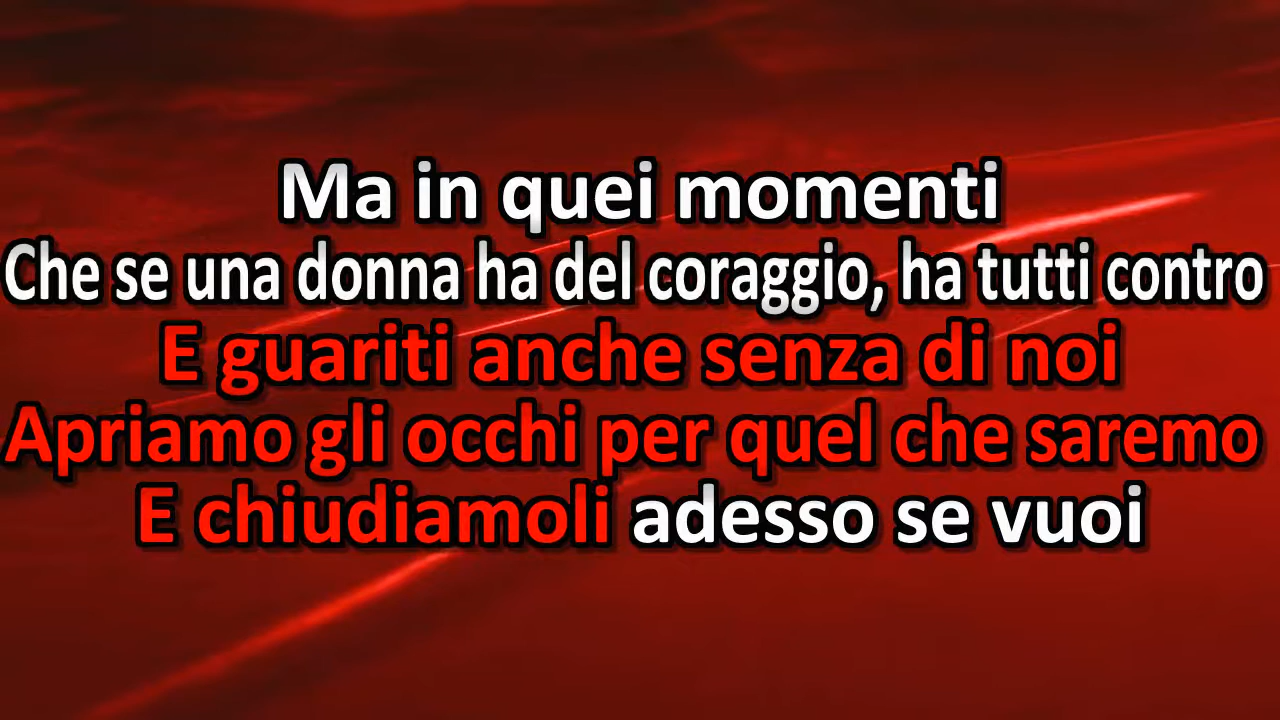 Ma in quei momenti
Che se una donna ha del coraggio, ha tutti contro
E guariti anche senza di noi
Apriamo gli occhi per quel che saremo
E chiudiamoli adesso se vuoi